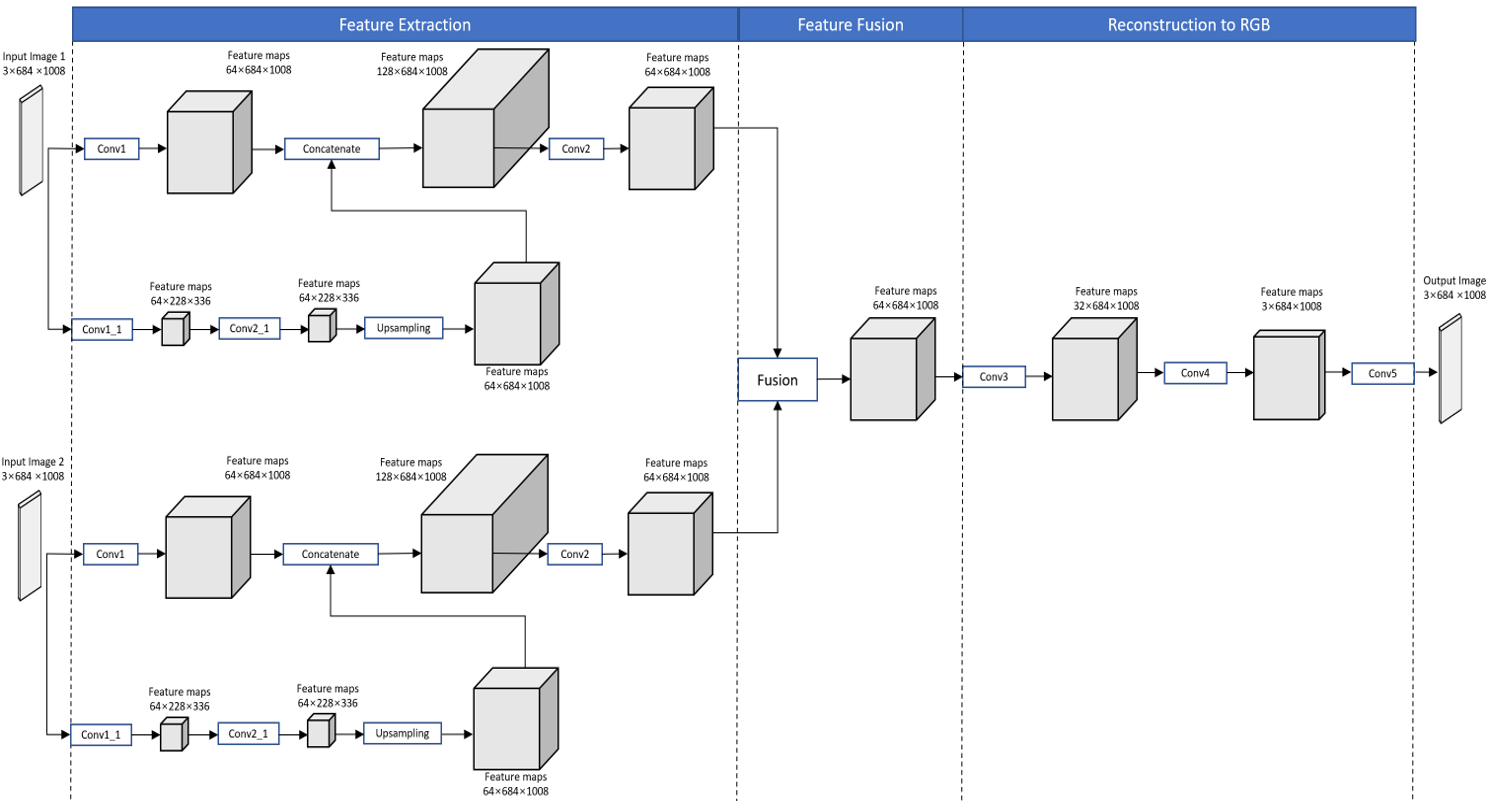 Feature Extraction
Feature Fusion
Reconstruction to RGB
Input Image 1
3×684 ×1008
Feature maps
64×684×1008
Feature maps
128×684×1008
Feature maps
64×684×1008
Conv1
Concatenate
Conv2
Feature maps
64×228×336
Feature maps
64×228×336
Conv1_1
Conv2_1
Upsampling
Feature maps
64×684×1008
Fusion
Feature maps
64×684×1008
Conv3
Feature maps
32×684×1008
Conv4
Feature maps
3×684×1008
Conv5
Output Image
3×684 ×1008
Input Image 2
3×684 ×1008
Feature maps
64×684×1008
Feature maps
128×684×1008
Feature maps
64×684×1008
Conv1
Concatenate
Conv2
Feature maps
64×228×336
Feature maps
64×228×336
Conv1_1
Conv2_1
Upsampling
Feature maps
64×684×1008